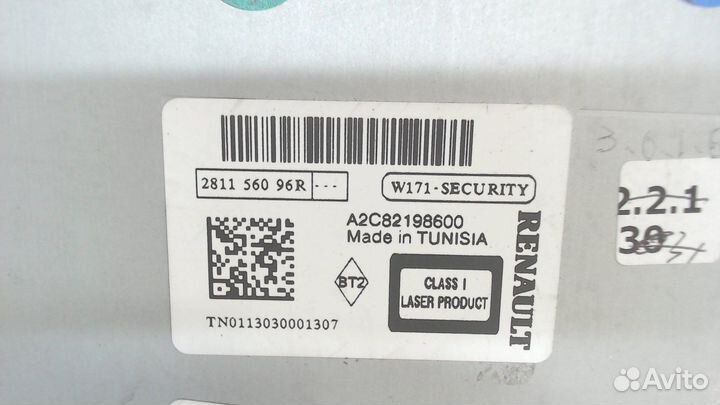 2811 560 96R ---
W171-SECURITY
A2C82198600
Made in TUNISIA
BT2
CLASS I
LASER PRODUCT
TN0113030001307
RENAULT
2.2.1
30
Avito